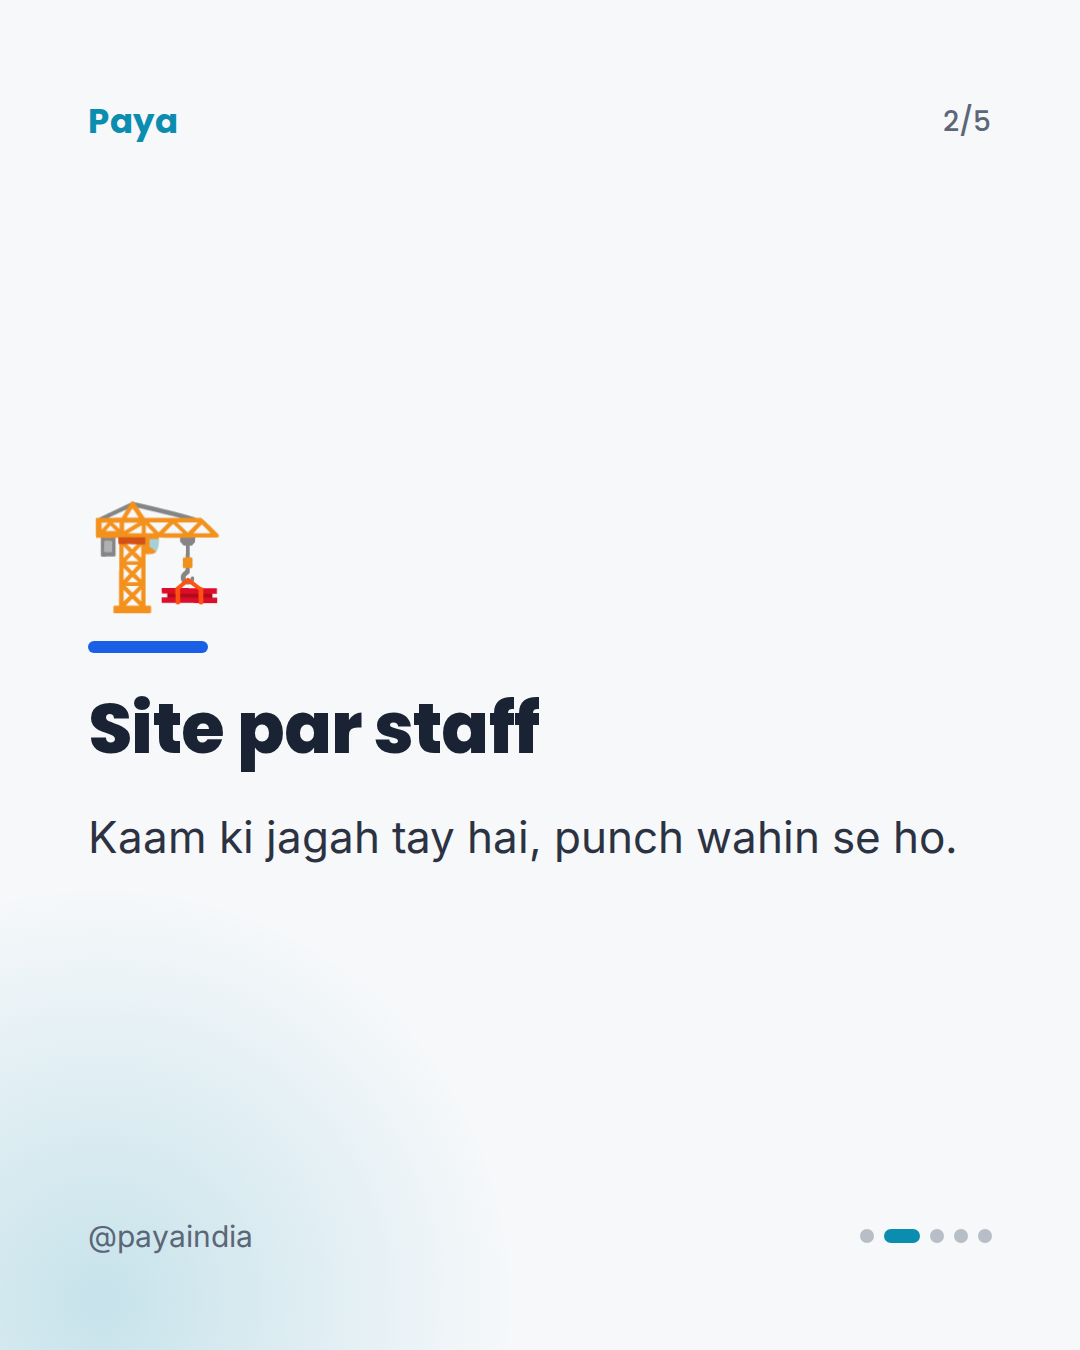 Paya
2/5
Site par staff
Kaam ki jagah tay hai, punch wahin se ho.
@payaindia